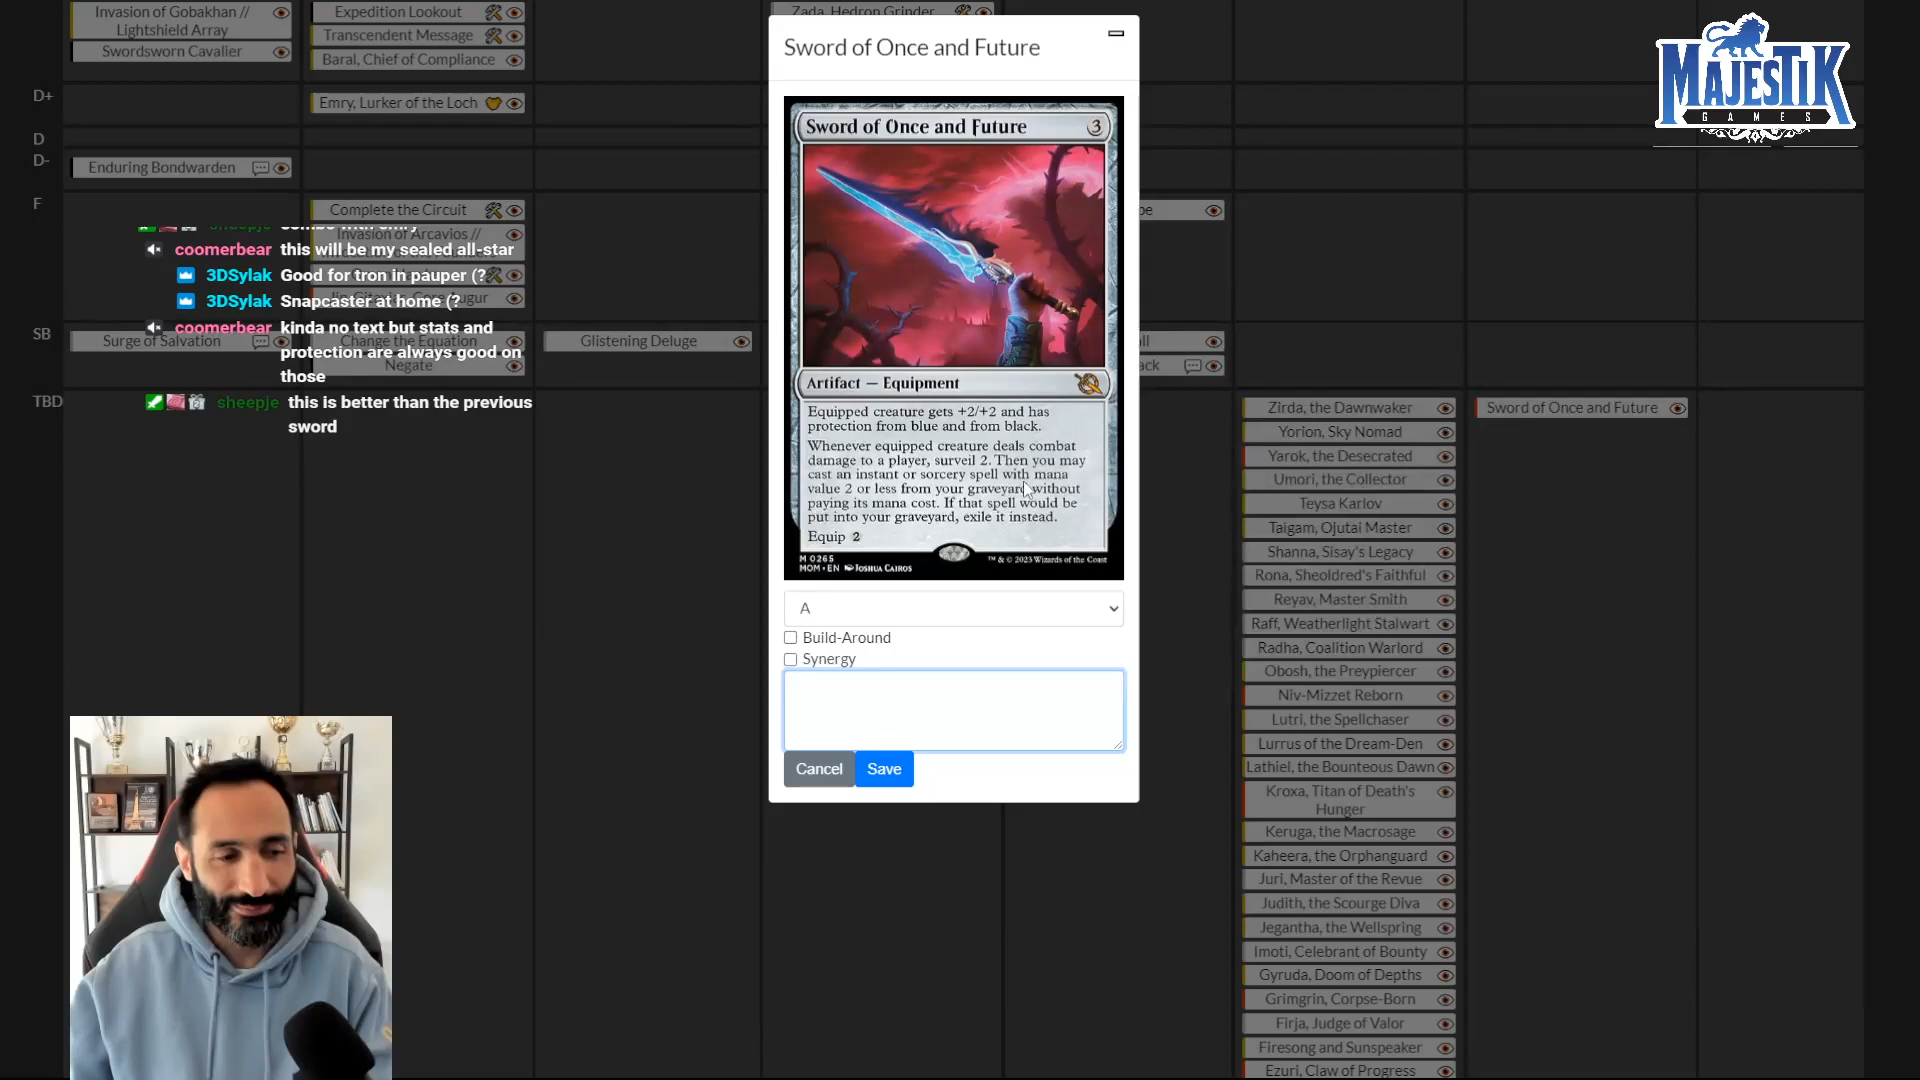 Invasion of Gobakhan //
Lightshield Array
Swordsworn Cavalier
Expedition Lookout
Transcendent Message
Baral, Chief of Compliance
Zada, Hedron Grinder
D+
Emry, Lurker of the Loch
D
D-
Enduring Bondwarden
F
Complete the Circuit
Invasion of Arcavios //
coomerbear this will be my sealed all-star
3DSylak Good for tron in pauper (?
3DSylak Snapcaster at home (?
coomerbear kinda no text but stats and
protection are always good on
those
sheepje this is better than the previous
sword
SB
Surge of Salvation
Change the Equation
Negate
Glistening Deluge
TBD
Sword of Once and Future
Sword of Once and Future 3
Artifact — Equipment
Equipped creature gets +2/+2 and has
protection from blue and from black.
Whenever equipped creature deals combat
damage to a player, surveil 2. Then you may
cast an instant or sorcery spell with mana
value 2 or less from your graveyard without
paying its mana cost. If that spell would be
put into your graveyard, exile it instead.
Equip 2
M 0265
MOM • EN Joshua Cairos
™ & © 2023 Wizards of the Coast
A
Build-Around
Synergy
Cancel
Save
Zirda, the Dawnwaker
Yorion, Sky Nomad
Yarok, the Desecrated
Umori, the Collector
Teysa Karlov
Taigam, Ojutai Master
Shanna, Sisay's Legacy
Rona, Sheoldred's Faithful
Reyav, Master Smith
Raff, Weatherlight Stalwart
Radha, Coalition Warlord
Obosh, the Preypiercer
Niv-Mizzet Reborn
Lutri, the Spellchaser
Lurrus of the Dream-Den
Lathiel, the Bounteous Dawn
Kroxa, Titan of Death's
Hunger
Keruga, the Macrosage
Kaheera, the Orphanguard
Juri, Master of the Revue
Judith, the Scourge Diva
Jegantha, the Wellspring
Imoti, Celebrant of Bounty
Gyruda, Doom of Depths
Grimgrin, Corpse-Born
Firja, Judge of Valor
Firesong and Sunspeaker
Ezuri, Claw of Progress
Sword of Once and Future
MAJESTIK
GAMES